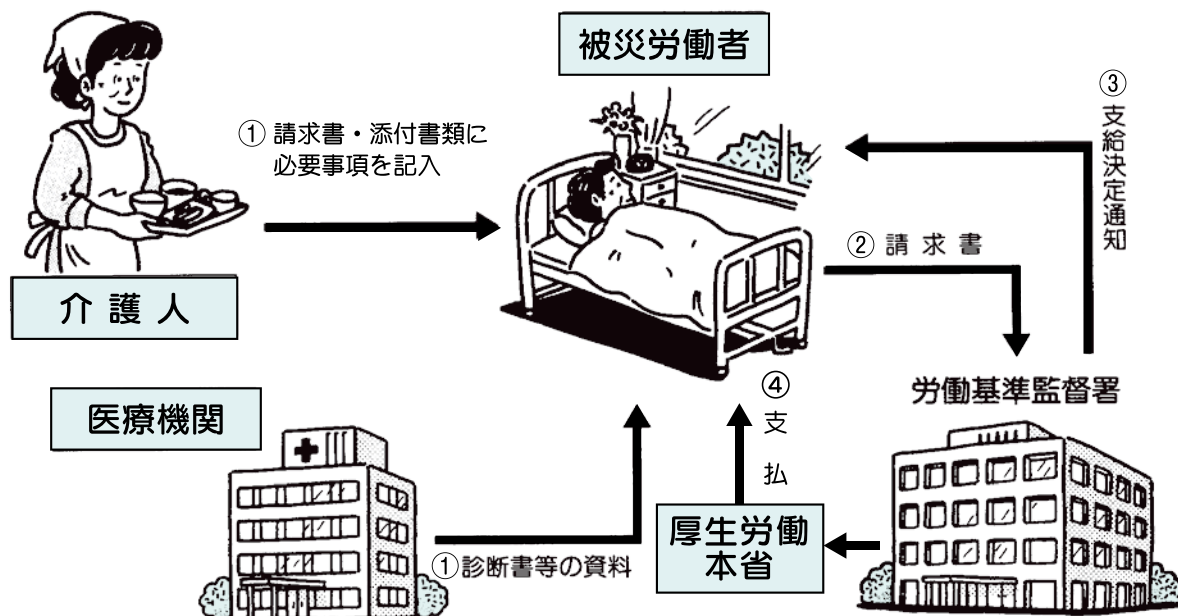 被災労働者
① 請求書・添付書類に
必要事項を記入
③支給決定通知
② 請求書
介護人
労働基準監督署
医療機関
④支払
厚生労働
本省
①診断書等の資料